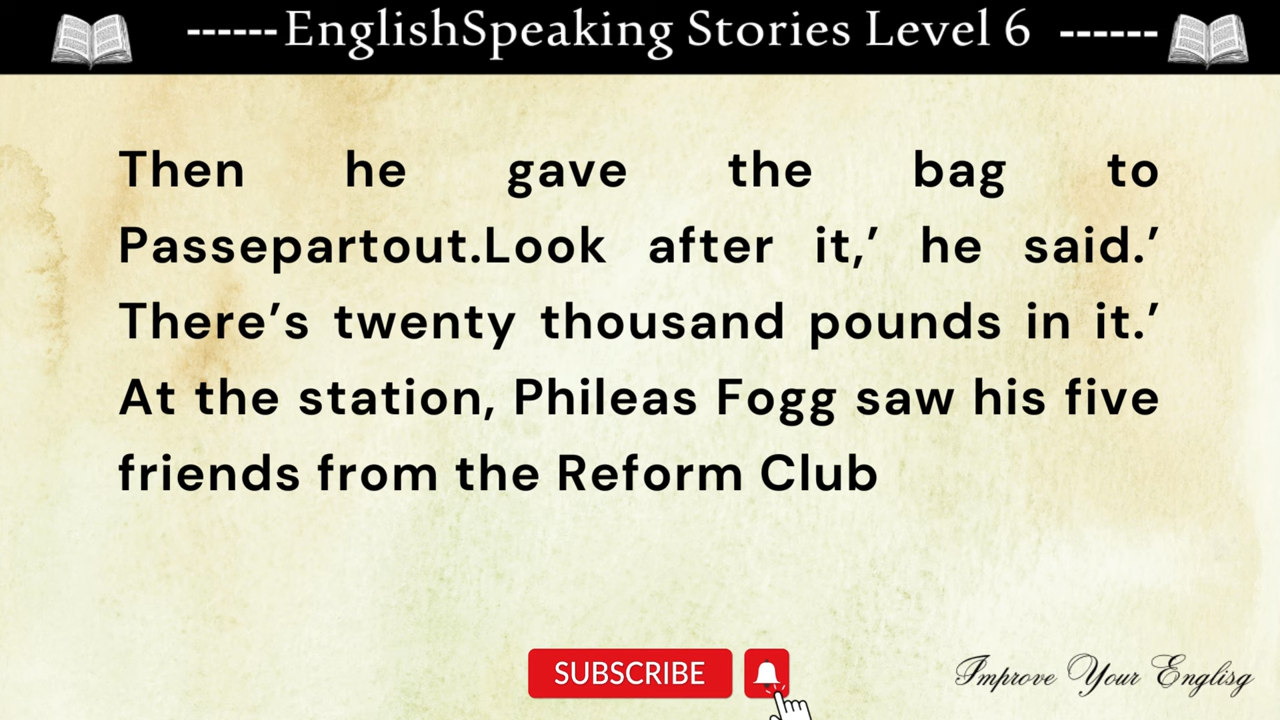 ------EnglishSpeaking Stories Level 6 ------
Then he gave the bag to
Passepartout.Look after it,’ he said.’
There’s twenty thousand pounds in it.’
At the station, Phileas Fogg saw his five
friends from the Reform Club
SUBSCRIBE
Improve Your Englisg